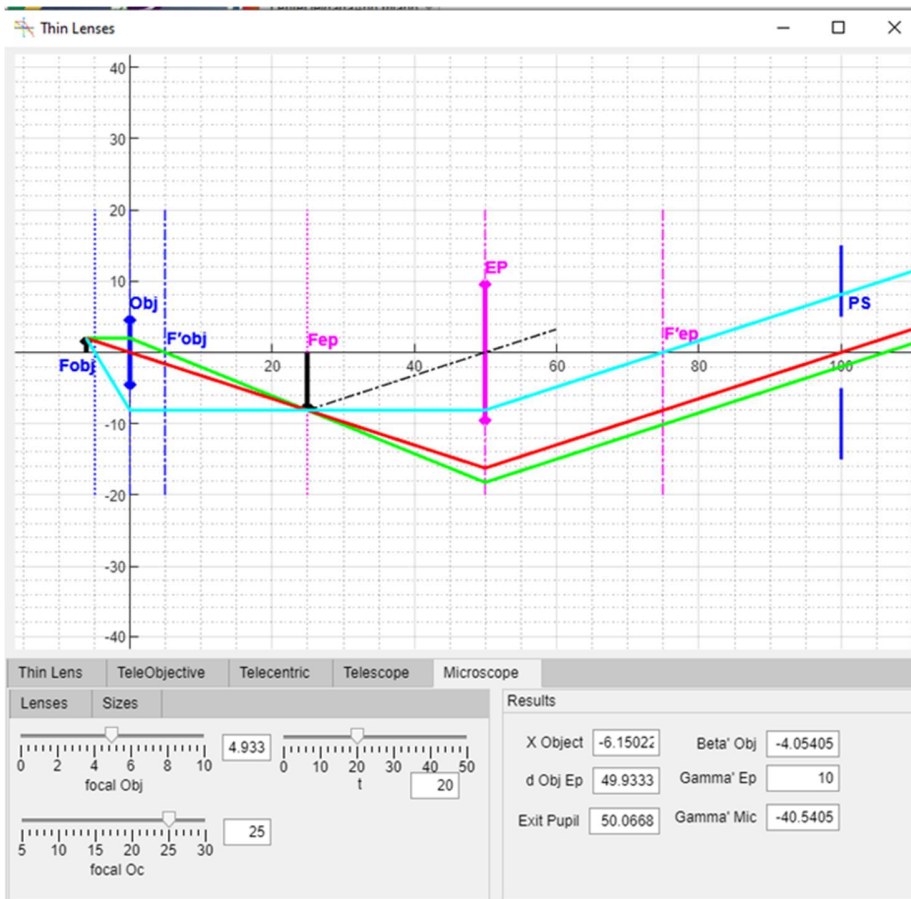 Thin Lenses
40
30
20
10
-10
-20
-30
-40
20
40
60
80
100
Obj
F'obj
Fobj
Fep
EP
F'ep
PS
Thin Lens TeleObjective Telecentric Telescope Microscope
Lenses Sizes
0 2 4 6 8 10
focal Obj
4.933
0 10 20 30 40 50
t
20
5 10 15 20 25 30
focal Oc
25
Results
X Object -6.15022 Beta' Obj -4.05405
d Obj Ep 49.9333 Gamma' Ep 10
Exit Pupil 50.0668 Gamma' Mic -40.5405